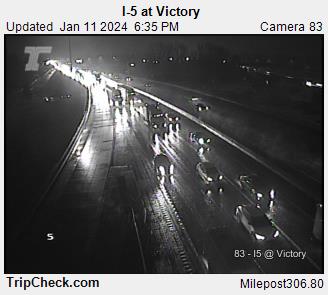 I-5 at Victory
Updated Jan 11 2024 6:35 PM Camera 83
T
S
83 - I5 @ Victory
TripCheck.com Milepost306.80